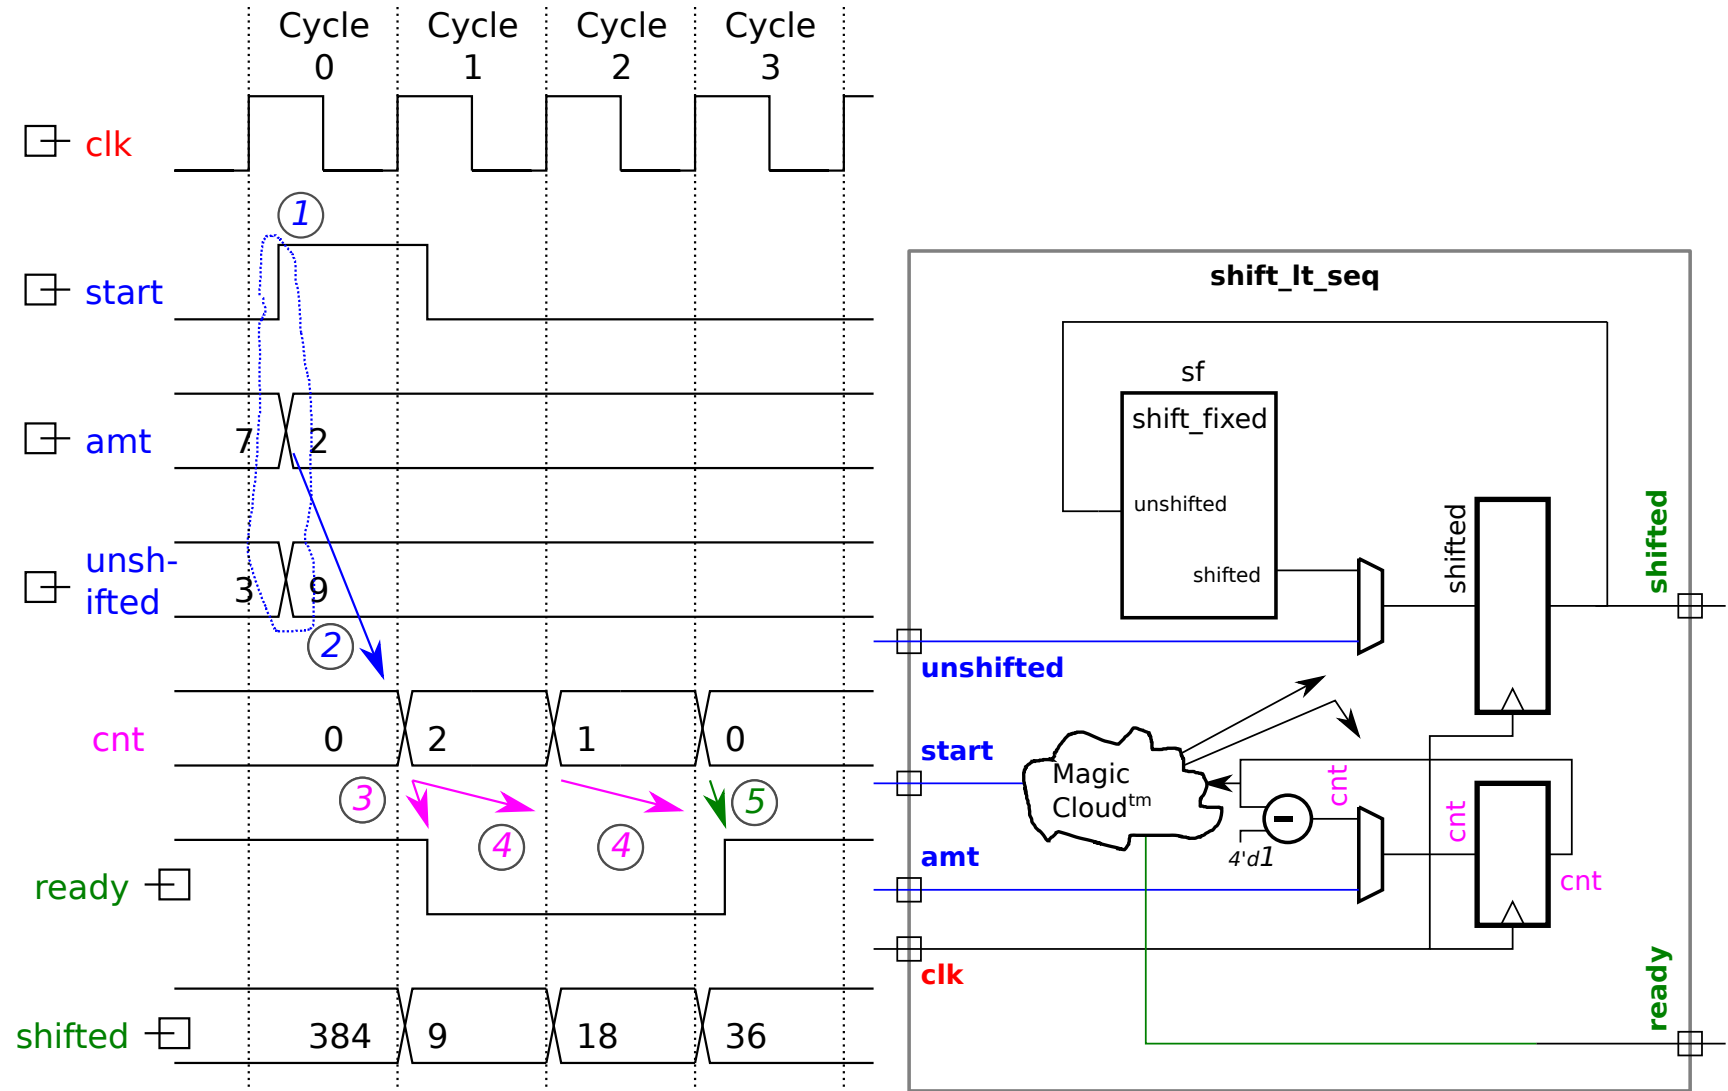 Cycle Cycle Cycle Cycle
0 1 2 3
clk
1
start
amt
7 2
unsh-
ifted
3 9
2
cnt
0 2 1 0
3 4 4 5
ready
shifted
384 9 18 36
shift_lt_seq
sf
shift_fixed
unshifted
shifted
shifted
shifted
unshifted
start
Magic
Cloudtm
cnt
cnt
4'd1
-
amt
cnt
clk
ready